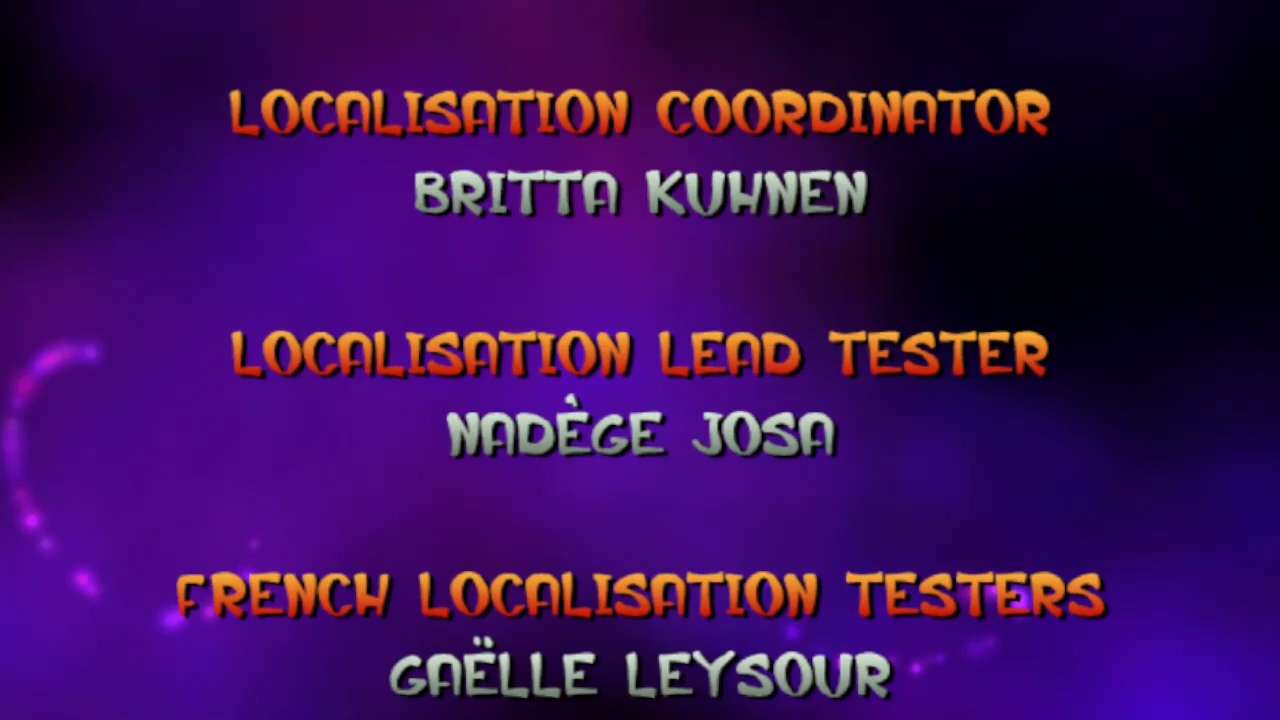 LOCALISATION COORDINATOR
BRITTA KUHNEN
LOCALISATION LEAD TESTER
NADÈGE JOSA
FRENCH LOCALISATION TESTERS
GAËLLE LEYSOUR